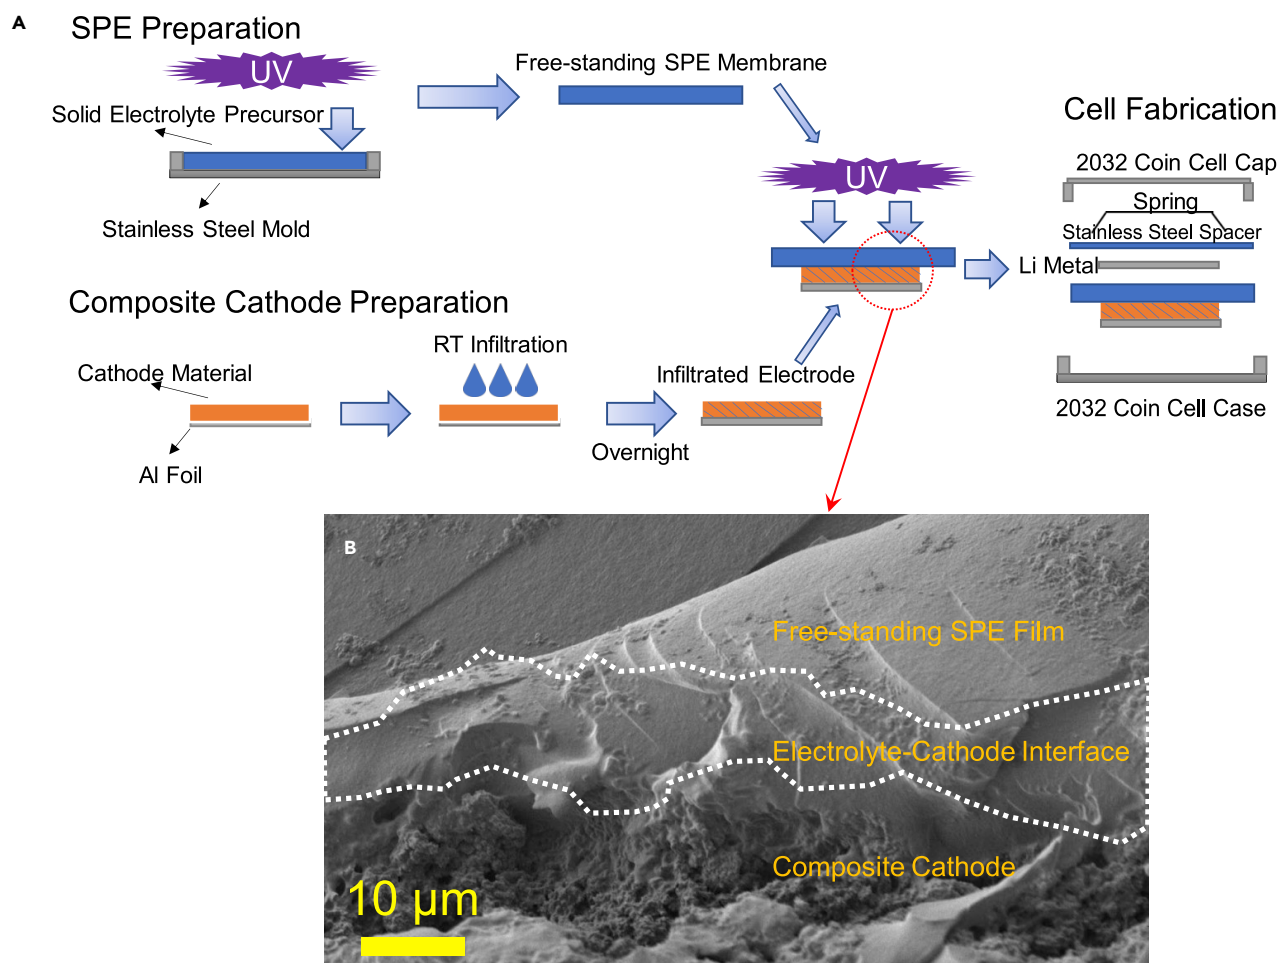 A
SPE Preparation
UV
Solid Electrolyte Precursor
Stainless Steel Mold
Free-standing SPE Membrane
UV
Composite Cathode Preparation
Cathode Material
Al Foil
RT Infiltration
Overnight
Infiltrated Electrode
Cell Fabrication
2032 Coin Cell Cap
Spring
Stainless Steel Spacer
Li Metal
2032 Coin Cell Case
B
Free-standing SPE Film
Electrolyte-Cathode Interface
Composite Cathode
10 μm